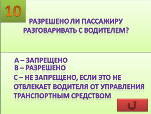 10
РАЗРЕШЕНО ЛИ ПАССАЖИРУ
РАЗГОВАРИВАТЬ С ВОДИТЕЛЕМ?
А – ЗАПРЕЩЕНО
В – РАЗРЕШЕНО
С – НЕ ЗАПРЕЩЕНО, ЕСЛИ ЭТО НЕ
ОТВЛЕКАЕТ ВОДИТЕЛЯ ОТ УПРАВЛЕНИЯ
ТРАНСПОРТНЫМ СРЕДСТВОМ